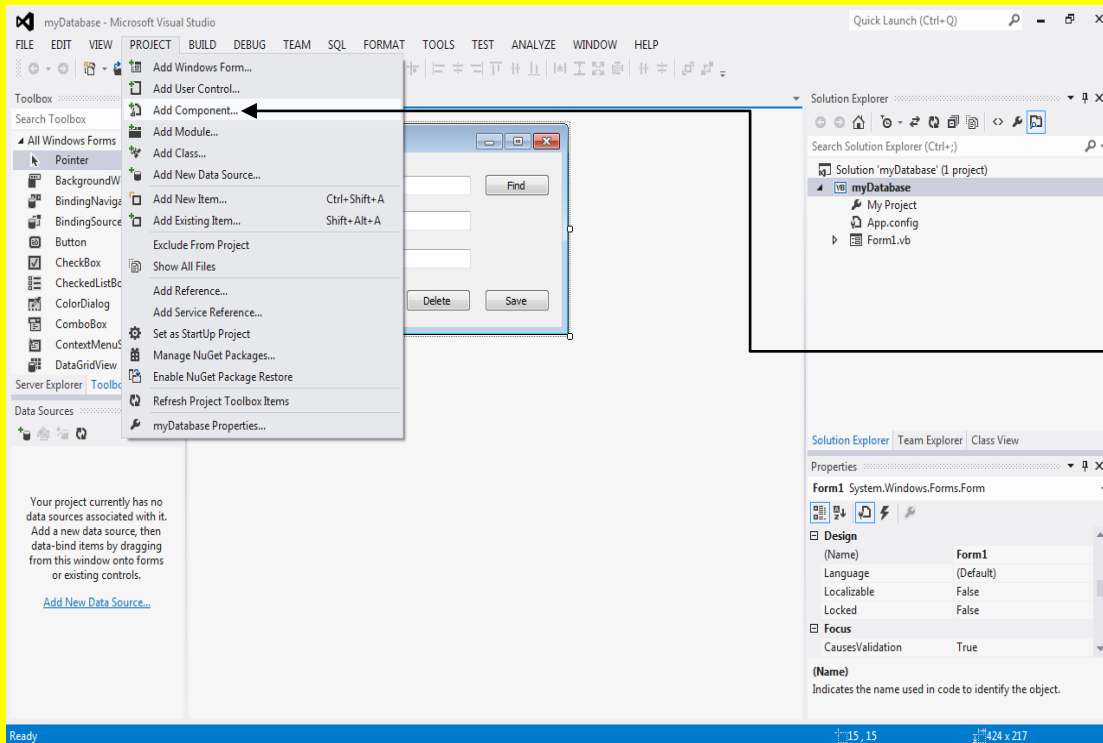 myDatabase - Microsoft Visual Studio
Quick Launch (Ctrl+Q)
FILE EDIT VIEW PROJECT BUILD DEBUG TEAM SQL FORMAT TOOLS TEST ANALYZE WINDOW HELP
Add Windows Form...
Add User Control...
Add Component...
Add Module...
Add Class...
Add New Data Source...
Add New Item... Ctrl+Shift+A
Add Existing Item... Shift+Alt+A
Exclude From Project
Show All Files
Add Reference...
Add Service Reference...
Set as StartUp Project
Manage NuGet Packages...
Enable NuGet Package Restore
Refresh Project Toolbox Items
myDatabase Properties...
Toolbox
Search Toolbox
All Windows Forms
Pointer
BackgroundW
BindingNaviga
BindingSource
Button
CheckBox
CheckedListBo
ColorDialog
ComboBox
ContextMenuS
DataGridView
Server Explorer Toolbo
Data Sources
Your project currently has no
data sources associated with it.
Add a new data source, then
data-bind items by dragging
from this window onto forms
or existing controls.
Add New Data Source...
Find
Delete Save
Solution Explorer
Search Solution Explorer (Ctrl+;)
Solution 'myDatabase' (1 project)
VB myDatabase
My Project
App.config
Form1.vb
Solution Explorer Team Explorer Class View
Properties
Form1 System.Windows.Forms.Form
Design
(Name) Form1
Language (Default)
Localizable False
Locked False
Focus
CausesValidation True
(Name)
Indicates the name used in code to identify the object.
Ready 15 , 15 424 x 217